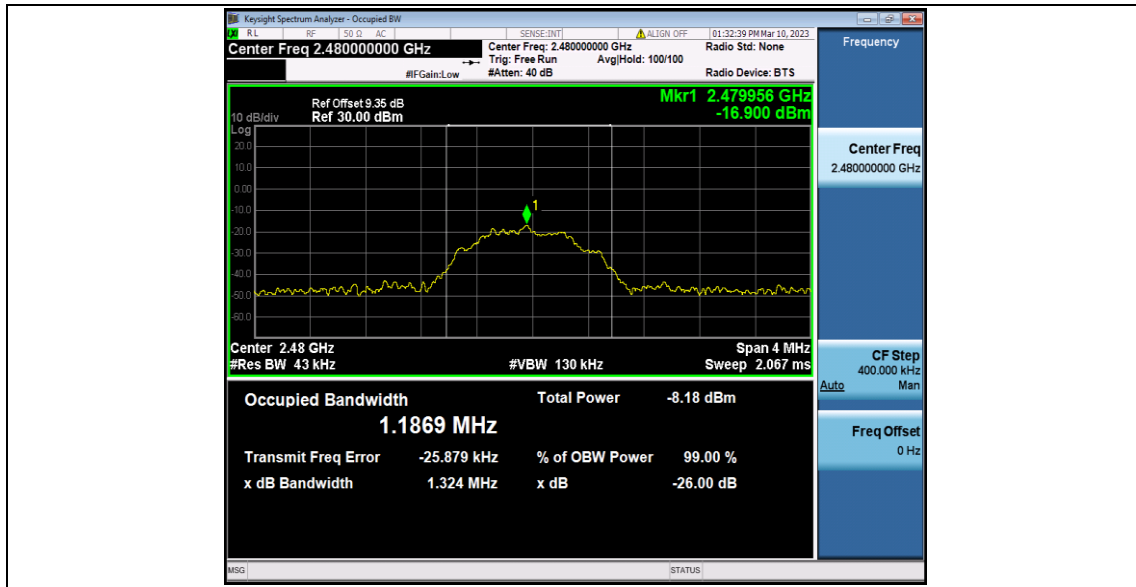 Keysight Spectrum Analyzer - Occupied BW
RL RF 50 Ω AC SENSE:INT ALIGN OFF 01:32:39 PM Mar 10, 2023
Center Freq 2.480000000 GHz
Center Freq: 2.480000000 GHz Radio Std: None
Trig: Free Run Avg|Hold: 100/100
#IFGain:Low #Atten: 40 dB Radio Device: BTS
Frequency
Mkr1 2.479956 GHz
-16.900 dBm
Ref Offset 9.35 dB
10 dB/div Ref 30.00 dBm
Log
20.0
10.0
0.00
-10.0
-20.0
-30.0
-40.0
-50.0
-60.0
1
Center 2.48 GHz Span 4 MHz
#Res BW 43 kHz #VBW 130 kHz Sweep 2.067 ms
Occupied Bandwidth Total Power -8.18 dBm
1.1869 MHz
Transmit Freq Error -25.879 kHz % of OBW Power 99.00 %
x dB Bandwidth 1.324 MHz x dB -26.00 dB
Center Freq
2.480000000 GHz
CF Step
400.000 kHz
Auto Man
Freq Offset
0 Hz
MSG STATUS